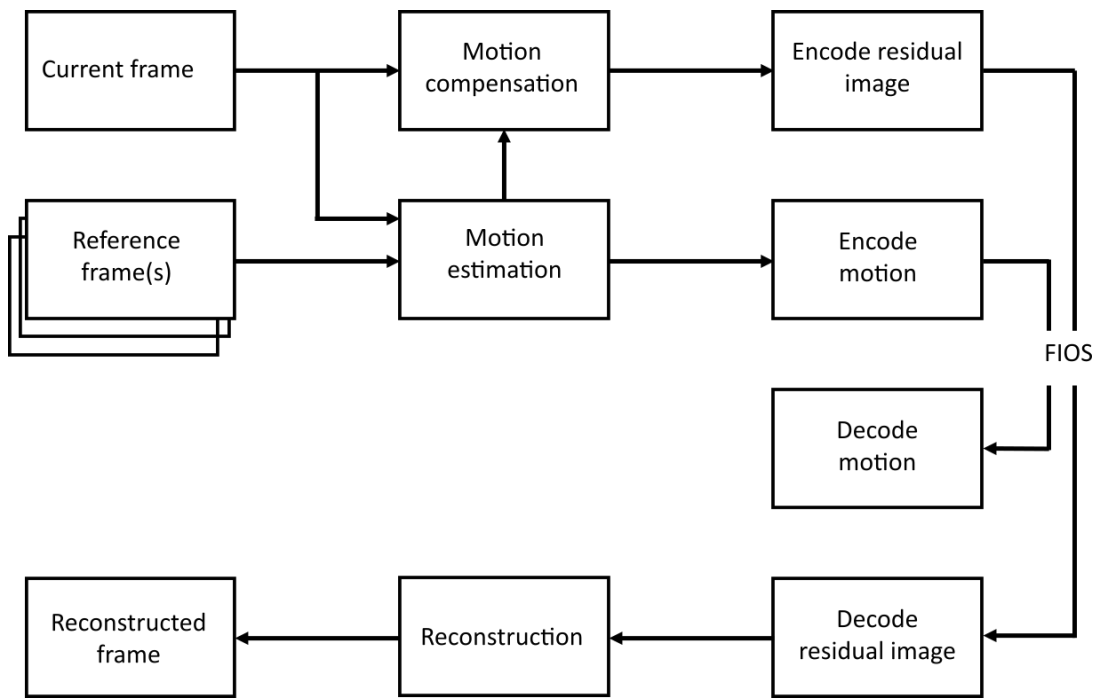 Current frame
Motion
compensation
Encode residual
image
Reference
frame(s)
Motion
estimation
Encode
motion
FIOS
Decode
motion
Reconstructed
frame
Reconstruction
Decode
residual image